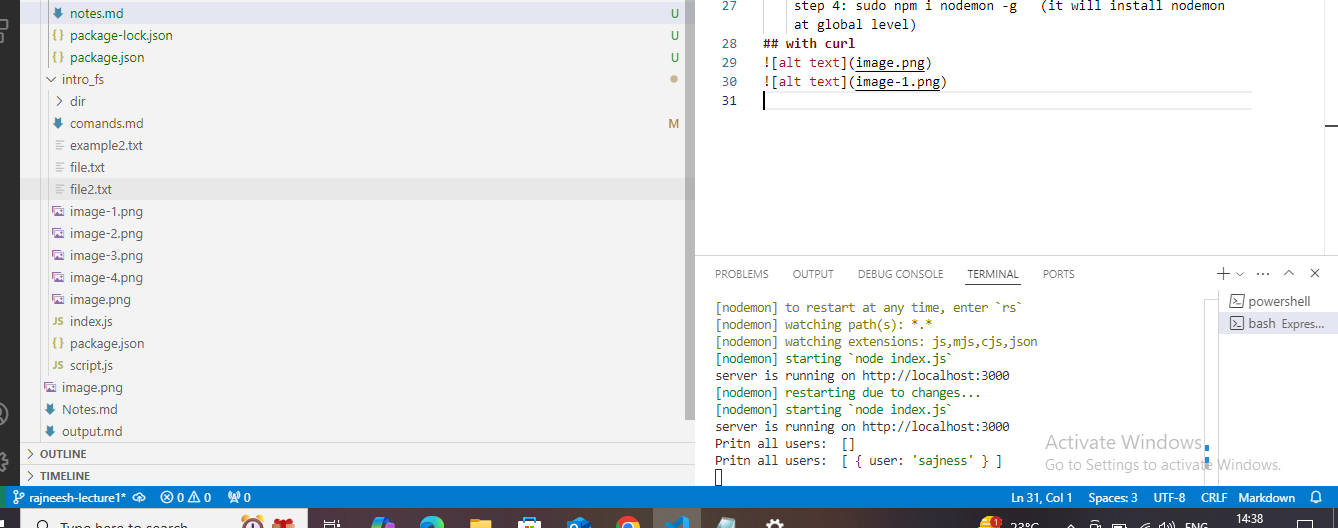 notes.md U
{} package-lock.json U
{} package.json U
intro_fs
dir
comands.md M
example2.txt
file.txt
file2.txt
image-1.png
image-2.png
image-3.png
image-4.png
image.png
JS index.js
{} package.json
JS script.js
image.png
Notes.md
output.md
OUTLINE
TIMELINE
27 step 4: sudo npm i nodemon -g (it will install nodemon
at global level)
28 ## with curl
29 ![alt text](image.png)
30 ![alt text](image-1.png)
31
PROBLEMS OUTPUT DEBUG CONSOLE TERMINAL PORTS
[nodemon] to restart at any time, enter `rs`
[nodemon] watching path(s): *.*
[nodemon] watching extensions: js,mjs,cjs,json
[nodemon] starting `node index.js`
server is running on http://localhost:3000
[nodemon] restarting due to changes...
[nodemon] starting `node index.js`
server is running on http://localhost:3000
Pritn all users: []
Pritn all users: [ { user: 'sajness' } ]
powershell
bash Expres...
Activate Windows
Go to Settings to activate Windows.
rajneesh-lecture1* 0 0 0 Ln 31, Col 1 Spaces: 3 UTF-8 CRLF Markdown
Type here to search 1 23°C ENG 14:38